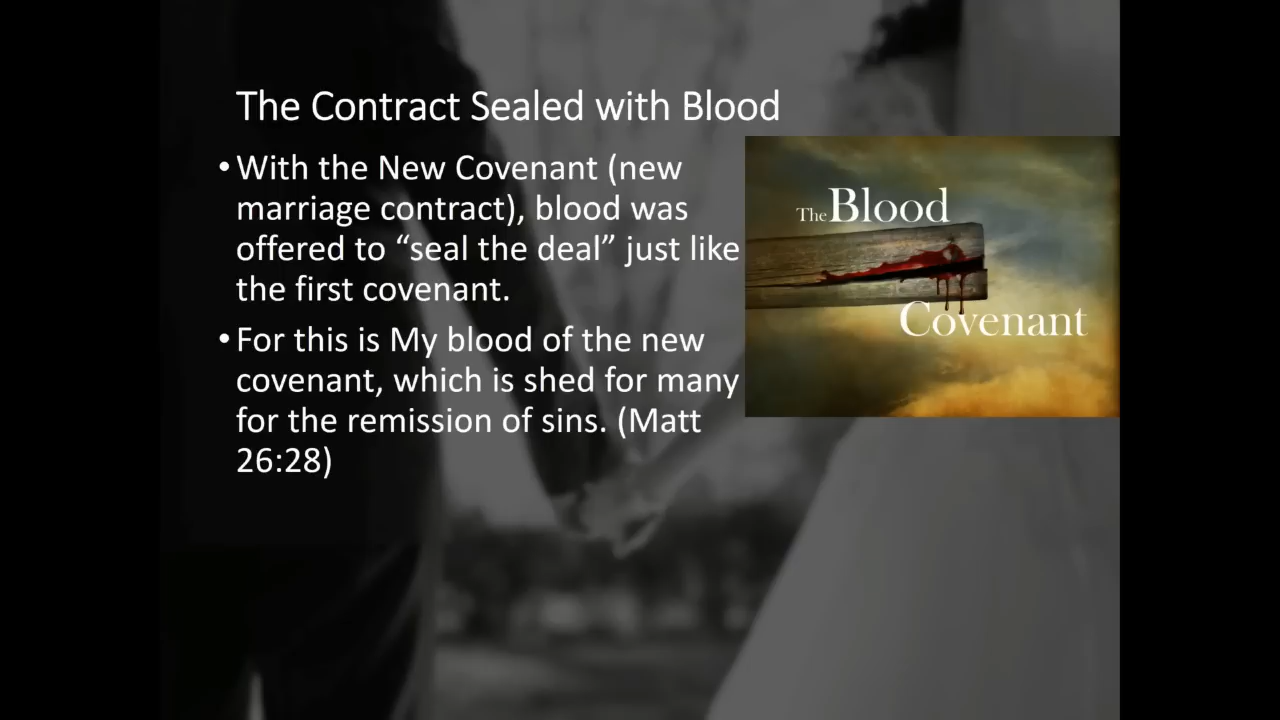 The Contract Sealed with Blood
•With the New Covenant (new
marriage contract), blood was
offered to “seal the deal” just like
the first covenant.
•For this is My blood of the new
covenant, which is shed for many
for the remission of sins. (Matt
26:28)
The Blood
Covenant